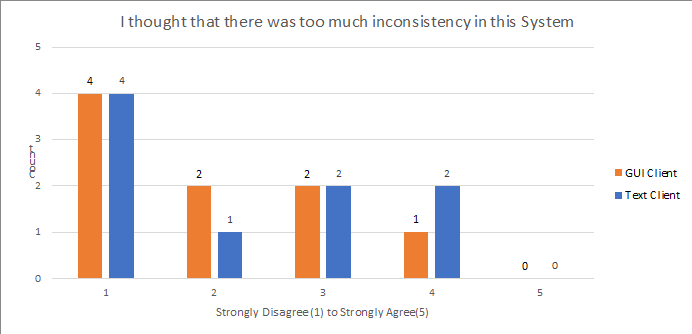 I thought that there was too much inconsistency in this System
5
4
3
2
1
0
Count
4 4
2 1
2 2
1 2
0 0
1 2 3 4 5
Strongly Disagree(1) to Strongly Agree(5)
GUI Client
Text Client